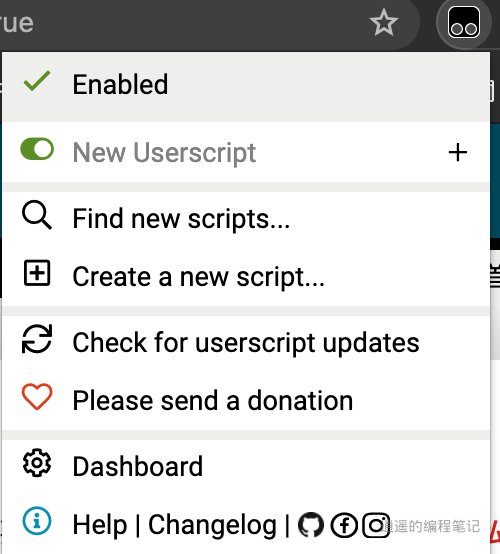 rue
Enabled
New Userscript
Find new scripts...
Create a new script...
Check for userscript updates
Please send a donation
Dashboard
Help | Changelog |
逍遥的编程笔记